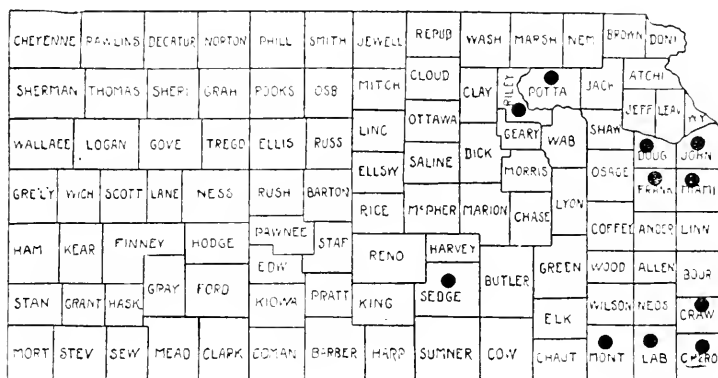 CHEYENNE RAWLINS DECATUR NORTON PHILL SMITH JEWELL REPUB WASH MARSH NEM BROWN DONI
SHERMAN THOMAS SHERI GRAH ROOKS OSB MITCH CLOUD CLAY RILEY POTTA JACK ATCHI
JEFF LEAV WY
WALLACE LOGAN GOVE TREGO ELLIS RUSS LINC OTTAWA DICK GEARY WAB SHAW DOUG JOHN
ELLSW SALINE MORRIS OSAGE FRANK MIAMI
GREELY WICH SCOTT LANE NESS RUSH BARTON RICE McPHER MARION CHASE LYON
HAM KEAR FINNEY HODGE PAWNEE STAF RENO HARVEY COFFEE ANDER LINN
EDW
GRAY FORD SEDGE BUTLER GREEN WOOD ALLEN BOUR
STAN GRANT HASK KIOWA PRATT KING ELK WILSON NEOS CRAW
MORT STEV SEW MEAD CLARK COMAN BARBER HARP SUMNER COW CHAUT MONT LAB CHERO